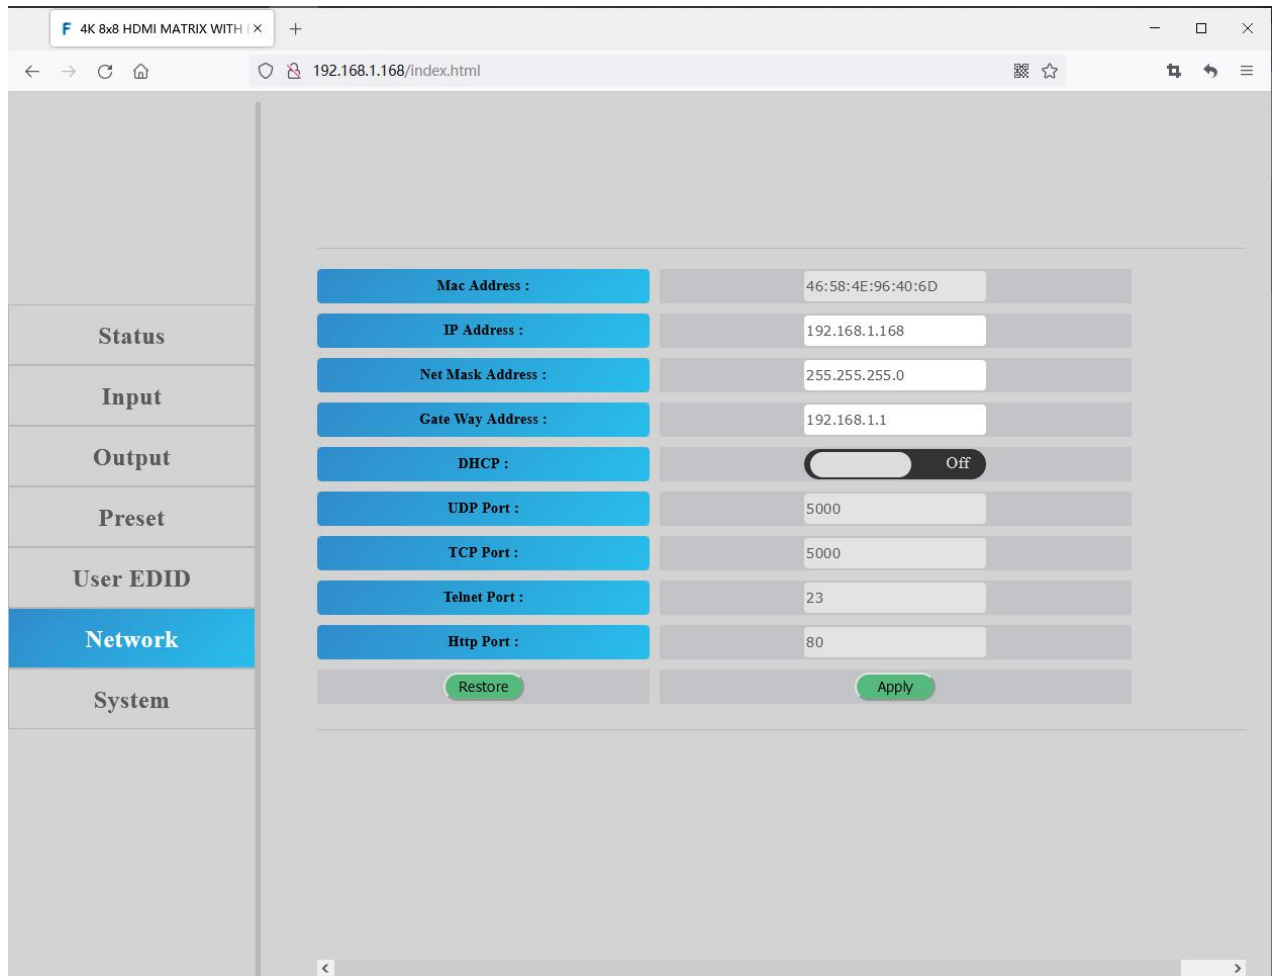 F 4K 8x8 HDMI MATRIX WITH
192.168.1.168/index.html
Mac Address : 46:58:4E:96:40:6D
Status
IP Address : 192.168.1.168
Net Mask Address : 255.255.255.0
Input
Gate Way Address : 192.168.1.1
Output
DHCP : Off
UDP Port : 5000
Preset
TCP Port : 5000
User EDID
Telnet Port : 23
Network
Http Port : 80
System
Restore Apply